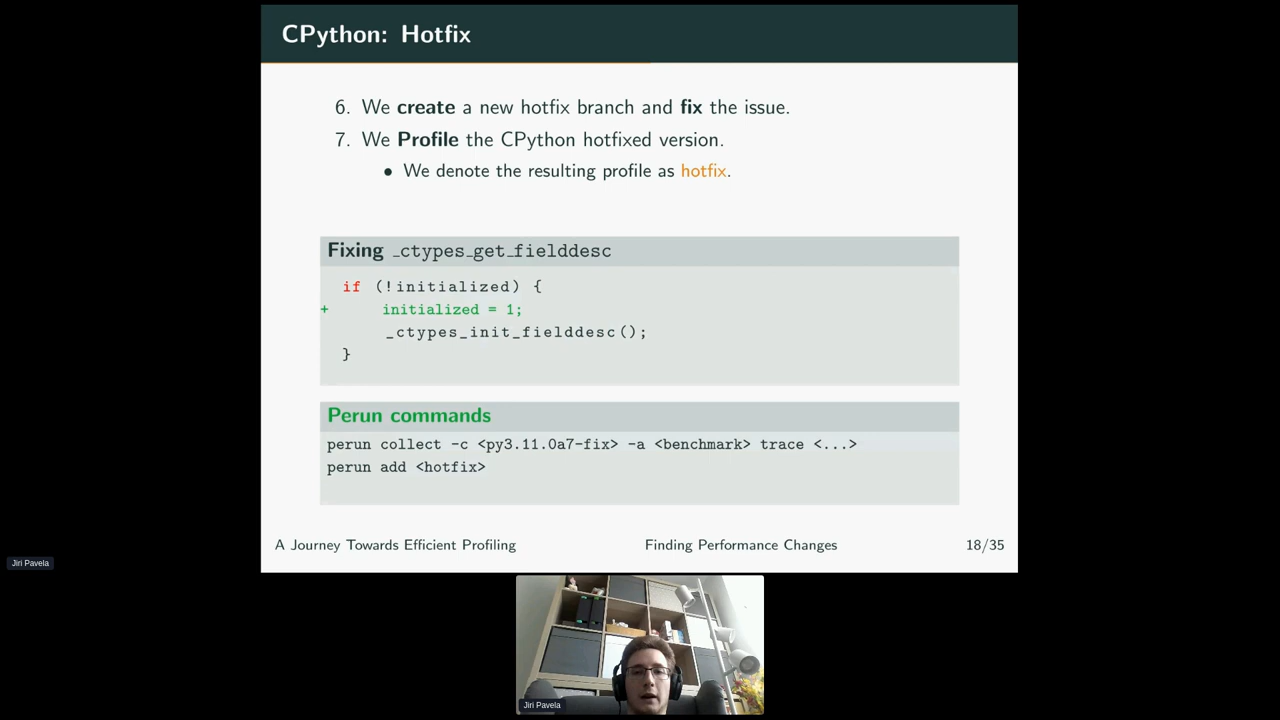 CPython: Hotfix
6. We create a new hotfix branch and fix the issue.
7. We Profile the CPython hotfixed version.
• We denote the resulting profile as hotfix.
Fixing _ctypes_get_fielddesc
if (!initialized) {
+ initialized = 1;
_ctypes_init_fielddesc();
}
Perun commands
perun collect -c <py3.11.0a7-fix> -a <benchmark> trace <...>
perun add <hotfix>
A Journey Towards Efficient Profiling Finding Performance Changes 18/35
Jiri Pavela
Jiri Pavela